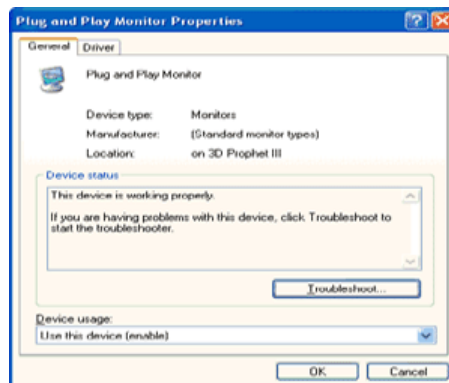 Plug and Play Monitor Properties
General Driver
Plug and Play Monitor
Device type: Monitors
Manufacturer: (Standard monitor types)
Location: on 3D Prophet III
Device status
This device is working properly.
If you are having problems with this device, click Troubleshoot to
start the troubleshooter.
Troubleshoot...
Device usage:
Use this device (enable)
OK Cancel